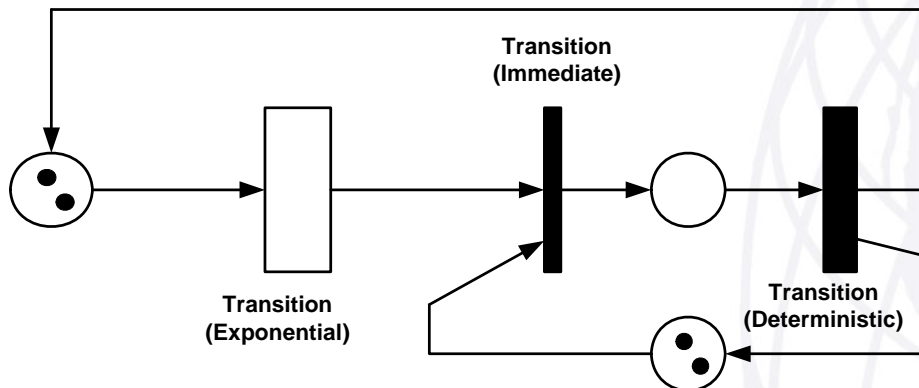 Transition
(Immediate)
Transition
(Exponential)
Transition
(Deterministic)